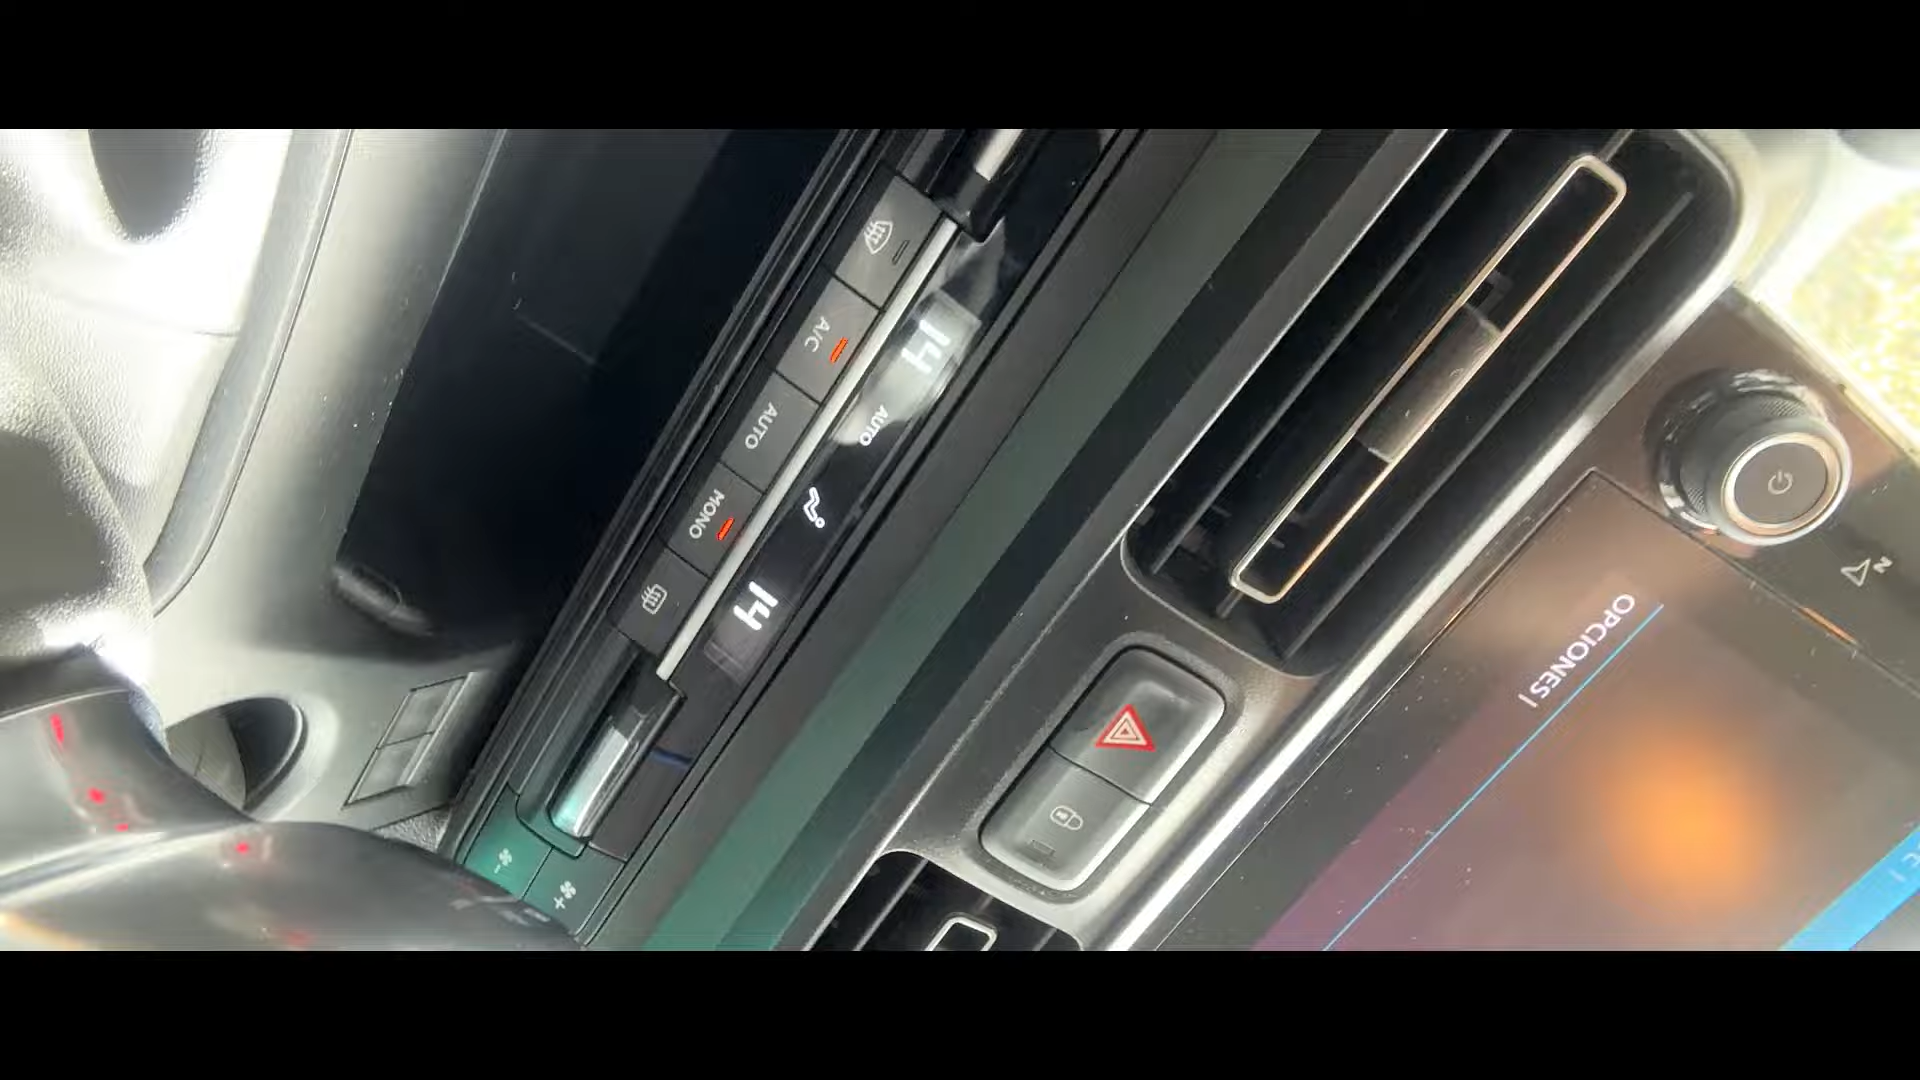 N
OPCIONES
HI AUTO HI
A/C AUTO MONO
- +